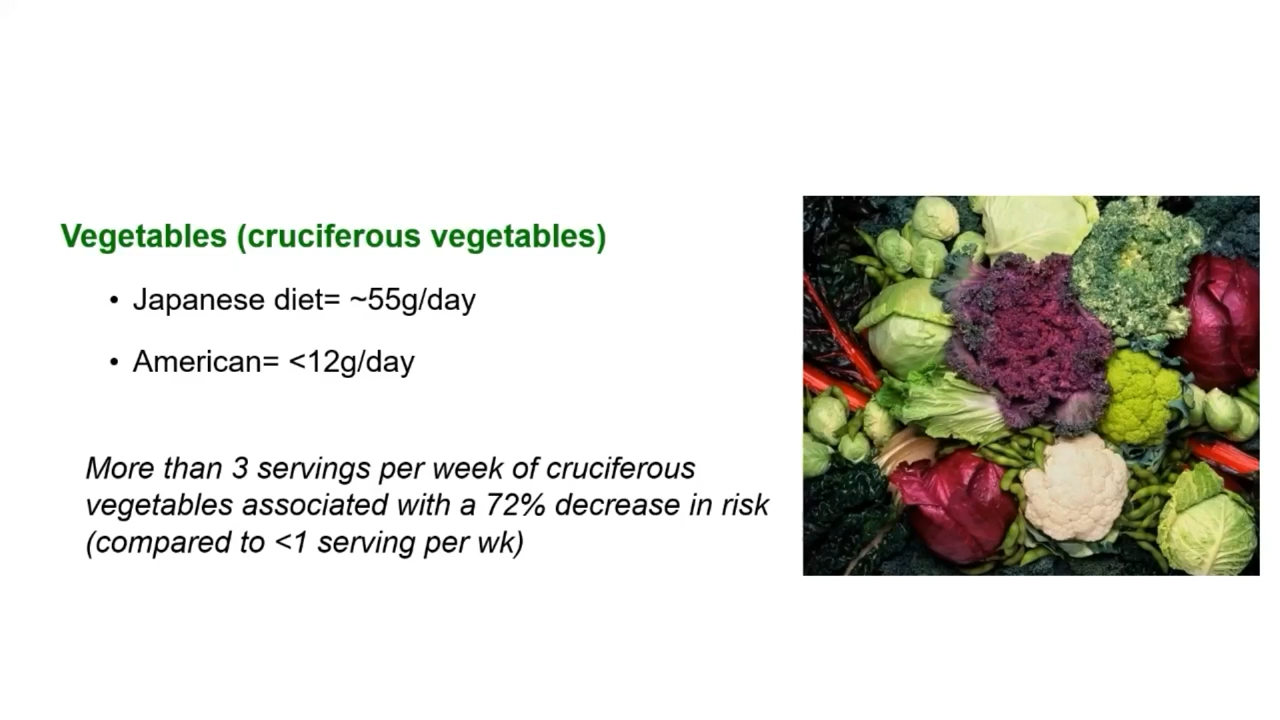 Vegetables (cruciferous vegetables)
• Japanese diet= ~55g/day
• American= <12g/day
More than 3 servings per week of cruciferous
vegetables associated with a 72% decrease in risk
(compared to <1 serving per wk)